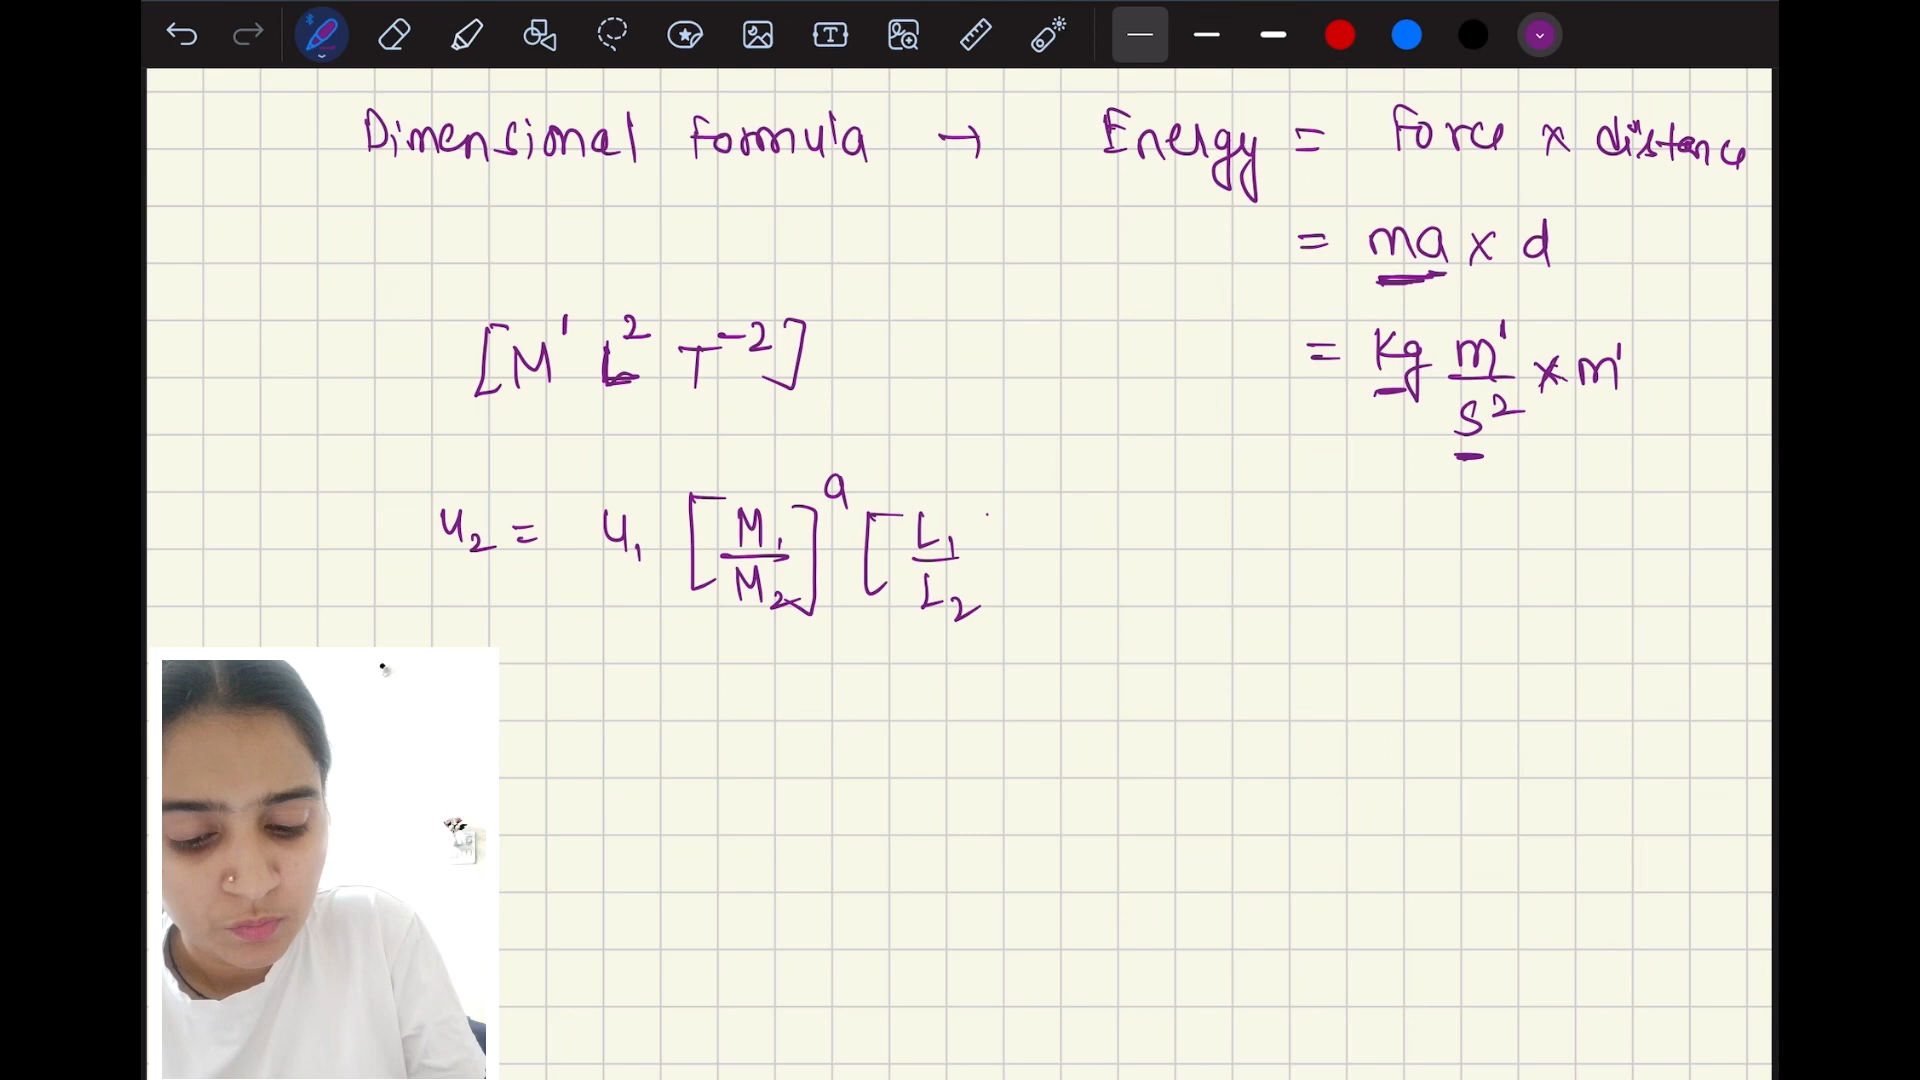 Dimensional formula → Energy = force × distance
= ma × d
[M¹ L² T⁻²]
= Kg m¹/s² × m¹
u₂ = u₁ [M₁/M₂]ᵃ [L₁/L₂